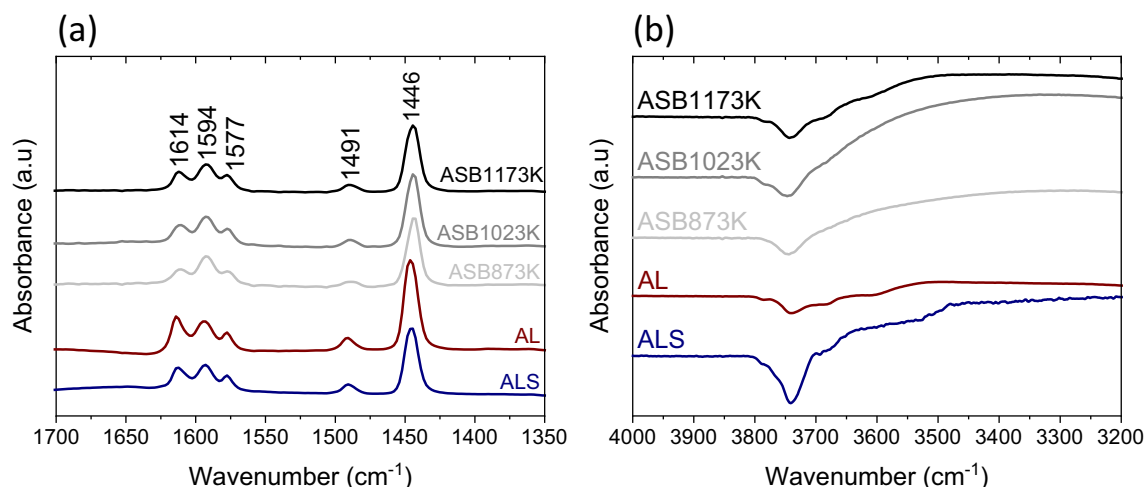 (a)
1614
1594
1577
1491
1446
ASB1173K
ASB1023K
ASB873K
AL
ALS
Absorbance (a.u)
1700 1650 1600 1550 1500 1450 1400 1350
Wavenumber (cm-1)
(b)
ASB1173K
ASB1023K
ASB873K
AL
ALS
Absorbance (a.u)
4000 3900 3800 3700 3600 3500 3400 3300 3200
Wavenumber (cm-1)